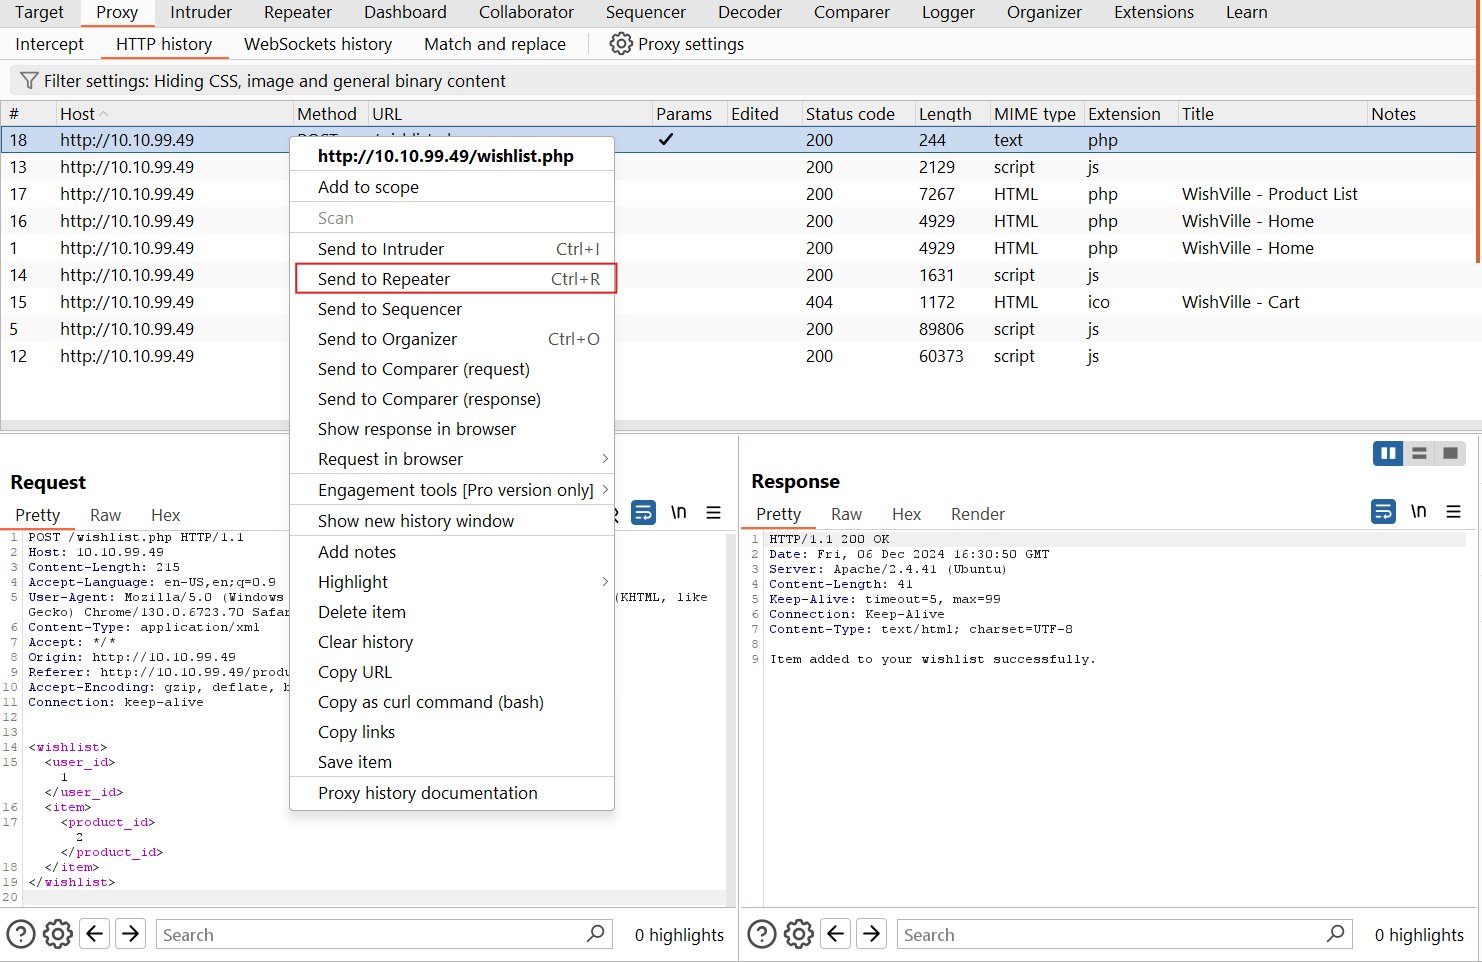 Target Proxy Intruder Repeater Dashboard Collaborator Sequencer Decoder Comparer Logger Organizer Extensions Learn
Intercept HTTP history WebSockets history Match and replace Proxy settings
Filter settings: Hiding CSS, image and general binary content
# Host Method URL Params Edited Status code Length MIME type Extension Title Notes
18 http://10.10.99.49 ✓ 200 244 text php
13 http://10.10.99.49 200 2129 script js
17 http://10.10.99.49 200 7267 HTML php WishVille - Product List
16 http://10.10.99.49 200 4929 HTML php WishVille - Home
1 http://10.10.99.49 200 4929 HTML php WishVille - Home
14 http://10.10.99.49 200 1631 script js
15 http://10.10.99.49 404 1172 HTML ico WishVille - Cart
5 http://10.10.99.49 200 89806 script js
12 http://10.10.99.49 200 60373 script js
http://10.10.99.49/wishlist.php
Add to scope
Scan
Send to Intruder Ctrl+I
Send to Repeater Ctrl+R
Send to Sequencer
Send to Organizer Ctrl+O
Send to Comparer (request)
Send to Comparer (response)
Show response in browser
Request in browser
Engagement tools [Pro version only]
Show new history window
Add notes
Highlight
Delete item
Clear history
Copy URL
Copy as curl command (bash)
Copy links
Save item
Proxy history documentation
Request
Pretty Raw Hex \n
1 POST /wishlist.php HTTP/1.1
2 Host: 10.10.99.49
3 Content-Length: 215
4 Accept-Language: en-US,en;q=0.9
5 User-Agent: Mozilla/5.0 (Windows (KHTML, like
Gecko) Chrome/130.0.6723.70 Safar
6 Content-Type: application/xml
7 Accept: */*
8 Origin: http://10.10.99.49
9 Referer: http://10.10.99.49/produ
10 Accept-Encoding: gzip, deflate, b
11 Connection: keep-alive
12
13
14 <wishlist>
15 <user_id>
1
</user_id>
16 <item>
17 <product_id>
2
</product_id>
18 </item>
19 </wishlist>
20
Search 0 highlights
Response
Pretty Raw Hex Render \n
1 HTTP/1.1 200 OK
2 Date: Fri, 06 Dec 2024 16:30:50 GMT
3 Server: Apache/2.4.41 (Ubuntu)
4 Content-Length: 41
5 Keep-Alive: timeout=5, max=99
6 Connection: Keep-Alive
7 Content-Type: text/html; charset=UTF-8
8
9 Item added to your wishlist successfully.
Search 0 highlights